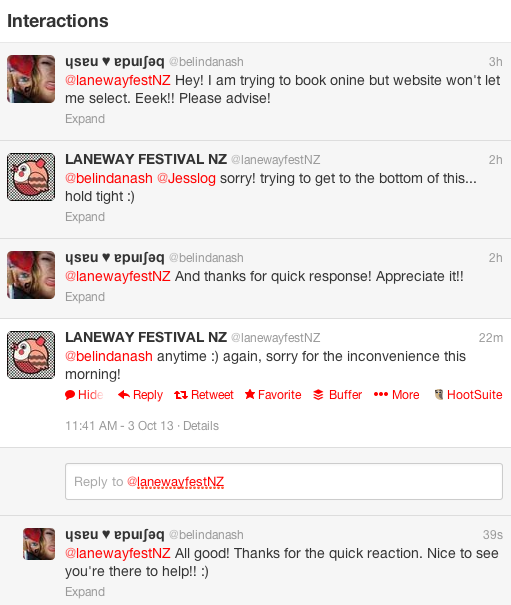 Interactions
ɥsɐu ♥ ɐpuıʃǝq @belindanash 3h
@lanewayfestNZ Hey! I am trying to book onine but website won't let
me select. Eeek!! Please advise!
Expand
LANEWAY FESTIVAL NZ @lanewayfestNZ 2h
@belindanash @Jesslog sorry! trying to get to the bottom of this...
hold tight :)
Expand
ɥsɐu ♥ ɐpuıʃǝq @belindanash 2h
@lanewayfestNZ And thanks for quick response! Appreciate it!!
Expand
LANEWAY FESTIVAL NZ @lanewayfestNZ 22m
@belindanash anytime :) again, sorry for the inconvenience this
morning!
Hide Reply Retweet Favorite Buffer More HootSuite
11:41 AM - 3 Oct 13 · Details
Reply to @lanewayfestNZ
ɥsɐu ♥ ɐpuıʃǝq @belindanash 39s
@lanewayfestNZ All good! Thanks for the quick reaction. Nice to see
you're there to help!! :)
Expand